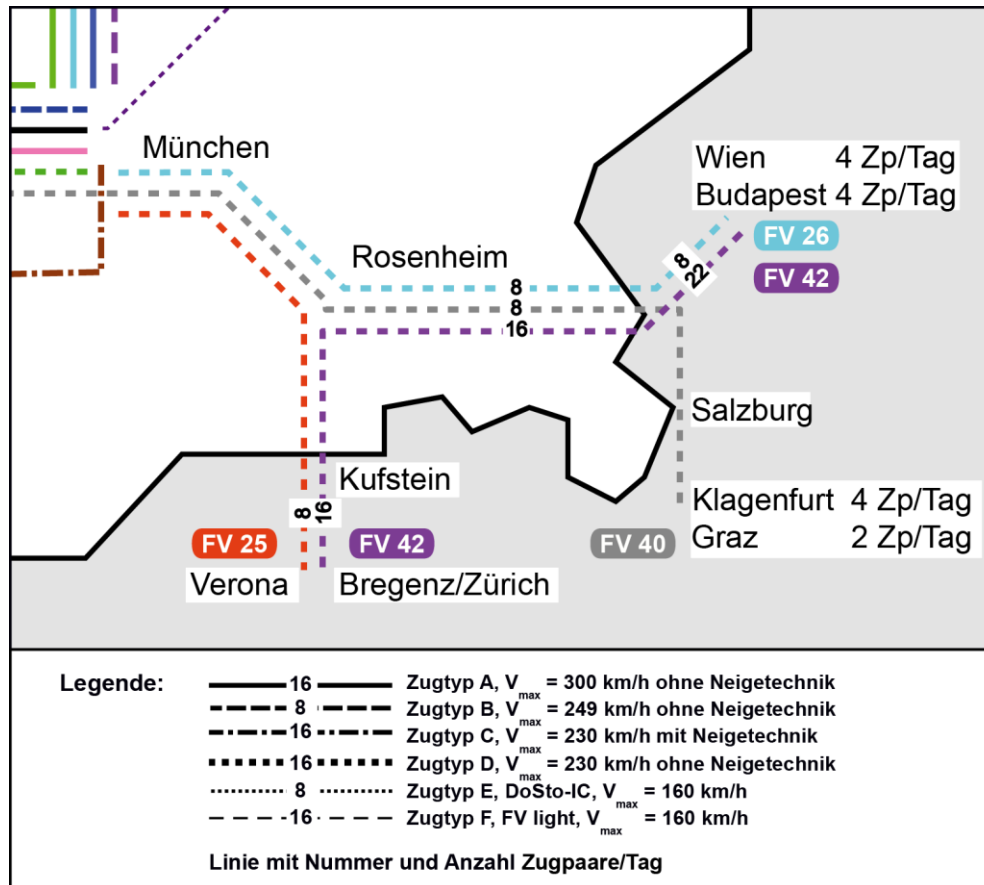 München
Wien 4 Zp/Tag
Budapest 4 Zp/Tag
FV 26
FV 42
Rosenheim
8
22
8
8
16
Salzburg
Kufstein
8
16
Klagenfurt 4 Zp/Tag
Graz 2 Zp/Tag
FV 25
FV 42
FV 40
Verona
Bregenz/Zürich
Legende:
16 Zugtyp A, Vmax = 300 km/h ohne Neigetechnik
8 Zugtyp B, Vmax = 249 km/h ohne Neigetechnik
16 Zugtyp C, Vmax = 230 km/h mit Neigetechnik
16 Zugtyp D, Vmax = 230 km/h ohne Neigetechnik
8 Zugtyp E, DoSto-IC, Vmax = 160 km/h
16 Zugtyp F, FV light, Vmax = 160 km/h
Linie mit Nummer und Anzahl Zugpaare/Tag